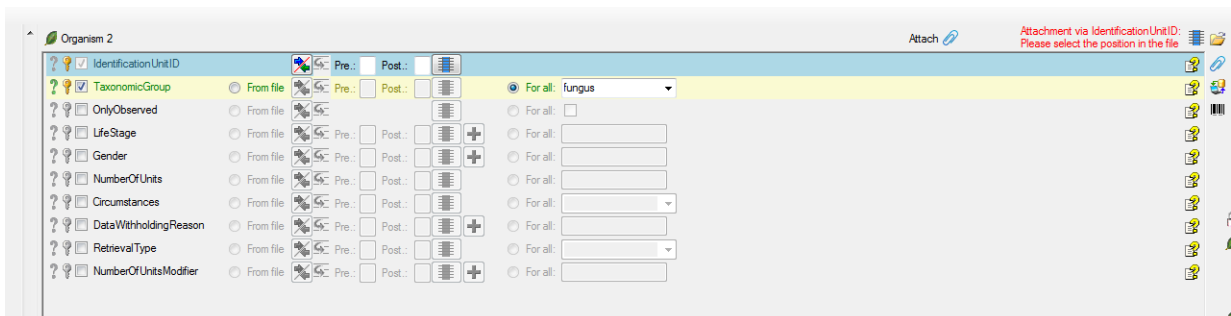 Organism 2 Attach Attachment via IdentificationUnitID:
Please select the position in the file
IdentificationUnitID Pre.: Post.:
TaxonomicGroup From file Pre.: Post.: For all: fungus
OnlyObserved From file For all:
LifeStage From file Pre.: Post.: For all:
Gender From file Pre.: Post.: For all:
NumberOfUnits From file Pre.: Post.: For all:
Circumstances From file Pre.: Post.: For all:
DataWithholdingReason From file Pre.: Post.: For all:
RetrievalType From file Pre.: Post.: For all:
NumberOfUnitsModifier From file Pre.: Post.: For all: